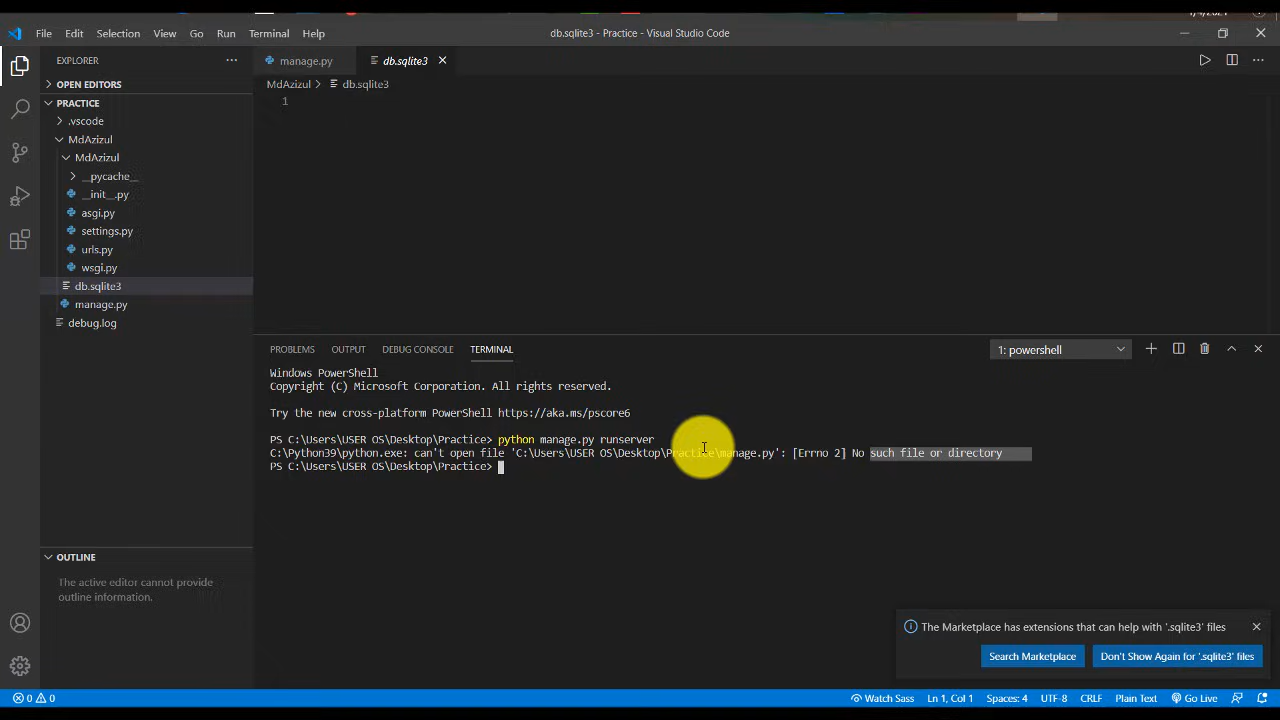 File Edit Selection View Go Run Terminal Help db.sqlite3 - Practice - Visual Studio Code
EXPLORER
manage.py
db.sqlite3
OPEN EDITORS
MdAzizul > db.sqlite3
PRACTICE
1
.vscode
MdAzizul
MdAzizul
__pycache__
__init__.py
asgi.py
settings.py
urls.py
wsgi.py
db.sqlite3
manage.py
debug.log
PROBLEMS OUTPUT DEBUG CONSOLE TERMINAL
1: powershell
Windows PowerShell
Copyright (C) Microsoft Corporation. All rights reserved.
Try the new cross-platform PowerShell https://aka.ms/pscore6
PS C:\Users\USER OS\Desktop\Practice> python manage.py runserver
C:\Python39\python.exe: can't open file 'C:\Users\USER OS\Desktop\Practice\manage.py': [Errno 2] No such file or directory
PS C:\Users\USER OS\Desktop\Practice>
OUTLINE
The active editor cannot provide
outline information.
The Marketplace has extensions that can help with '.sqlite3' files
Search Marketplace
Don't Show Again for '.sqlite3' files
0 0
Watch Sass Ln 1, Col 1 Spaces: 4 UTF-8 CRLF Plain Text Go Live